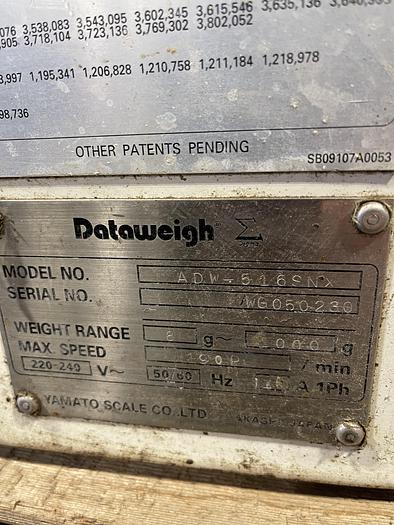 076 3,538,083 3,543,095 3,602,345 3,615,546 3,635,136
,905 3,718,104 3,723,136 3,769,302 3,802,052
3,997 1,195,341 1,206,828 1,210,758 1,211,184 1,218,978
98,736
OTHER PATENTS PENDING
SB09107A0053
Dataweigh Σ
MODEL NO. ADW-516SNX
SERIAL NO. WG050230
WEIGHT RANGE 8 g~ 000 g
MAX. SPEED 190P / min
220-240 V~ 50/60 Hz A 1Ph
YAMATO SCALE CO.,LTD AKASHI, JAPAN